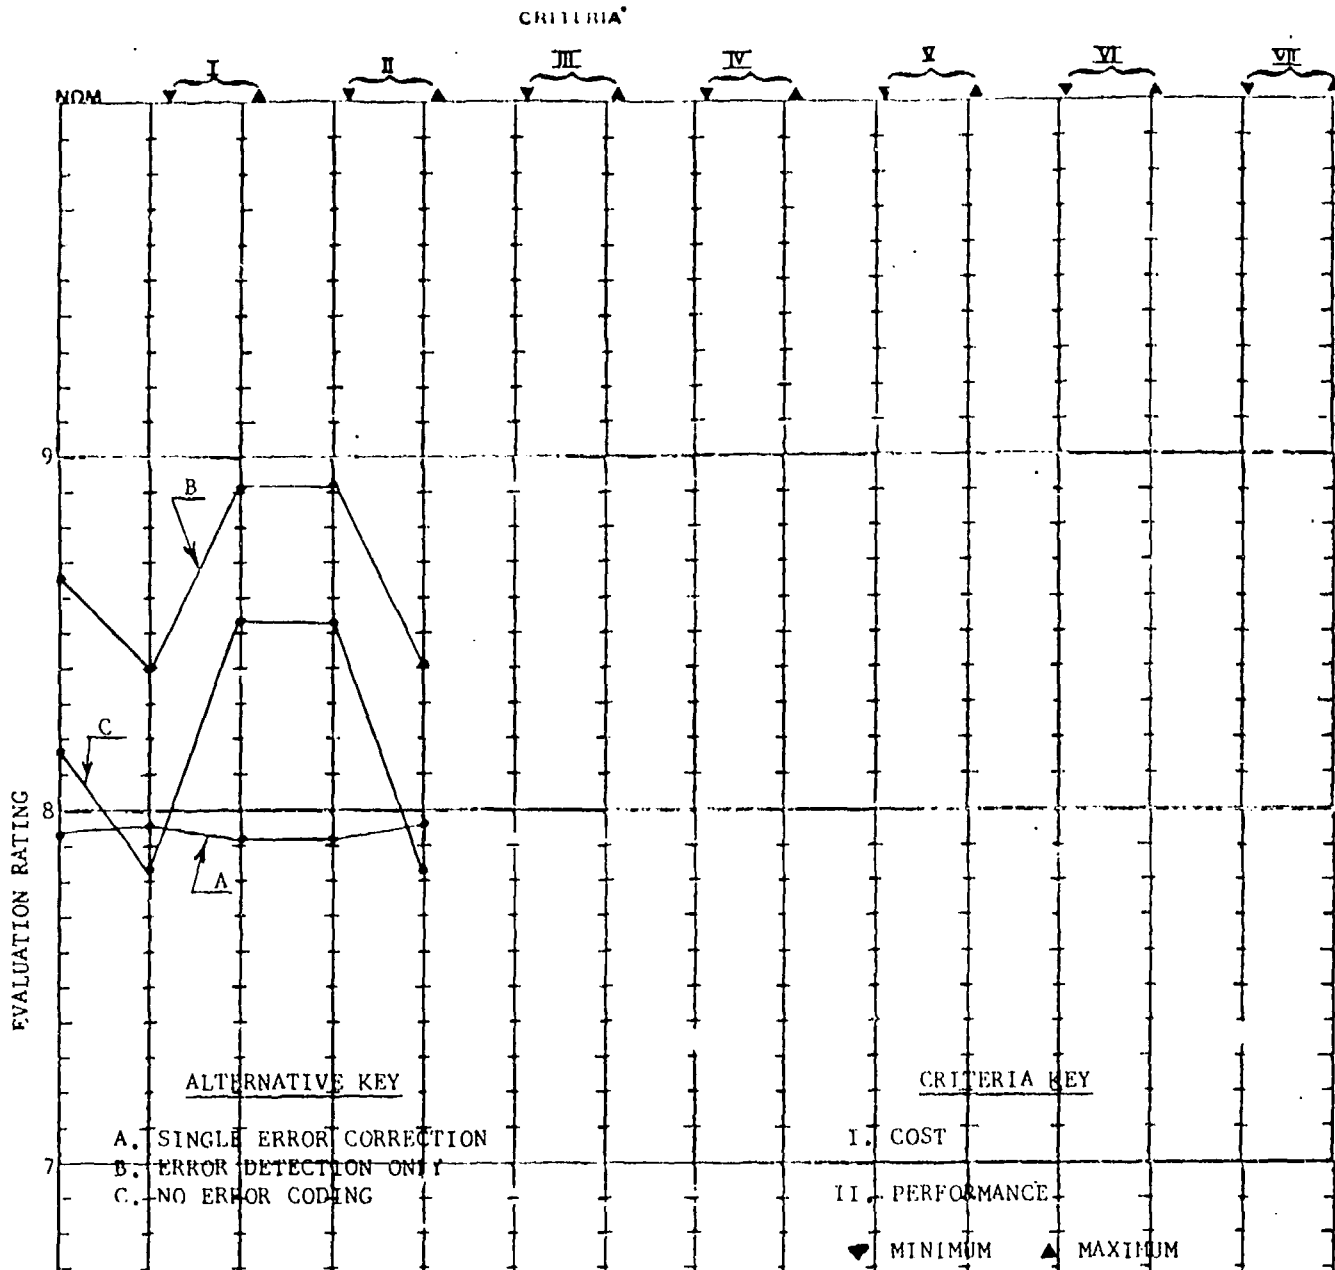 CRITERIA
I II III IV V VI VII
NOM
9
B
C
8
A
EVALUATION RATING
ALTERNATIVE KEY
A. SINGLE ERROR CORRECTION
B. ERROR DETECTION ONLY
C. NO ERROR CODING
7
CRITERIA KEY
I. COST
II. PERFORMANCE
▼ MINIMUM ▲ MAXIMUM